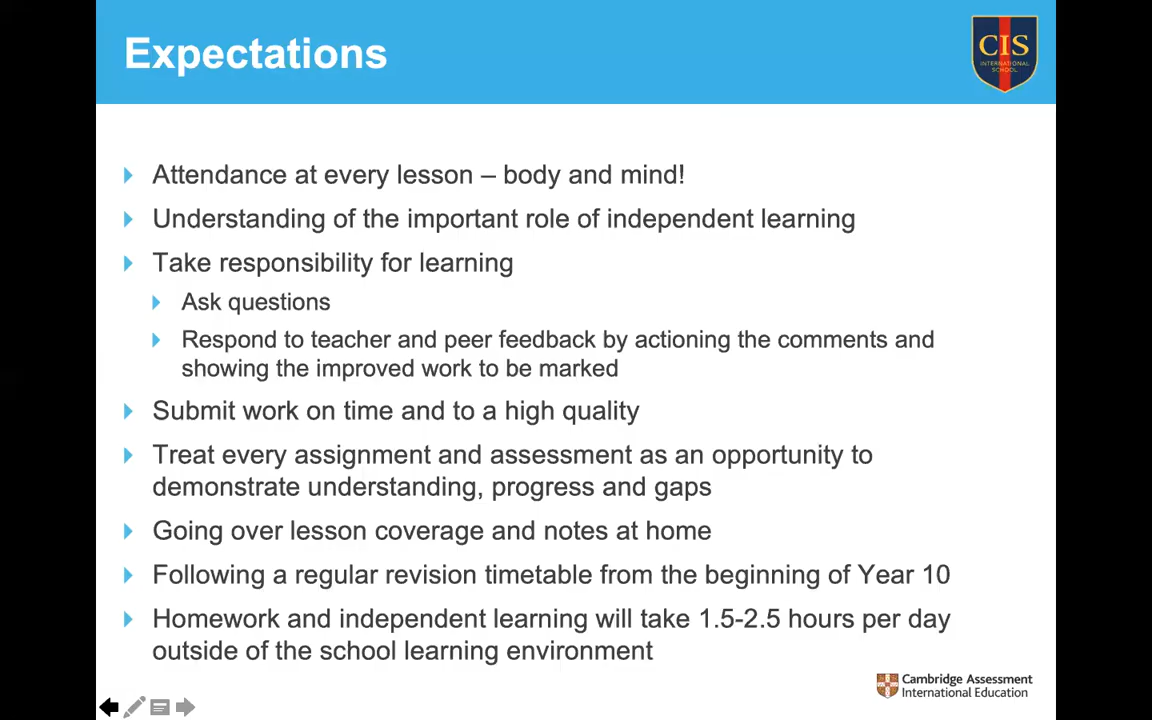 Expectations
CIS
INTERNATIONAL
SCHOOL
Attendance at every lesson – body and mind!
Understanding of the important role of independent learning
Take responsibility for learning
Ask questions
Respond to teacher and peer feedback by actioning the comments and
showing the improved work to be marked
Submit work on time and to a high quality
Treat every assignment and assessment as an opportunity to
demonstrate understanding, progress and gaps
Going over lesson coverage and notes at home
Following a regular revision timetable from the beginning of Year 10
Homework and independent learning will take 1.5-2.5 hours per day
outside of the school learning environment
Cambridge Assessment
International Education